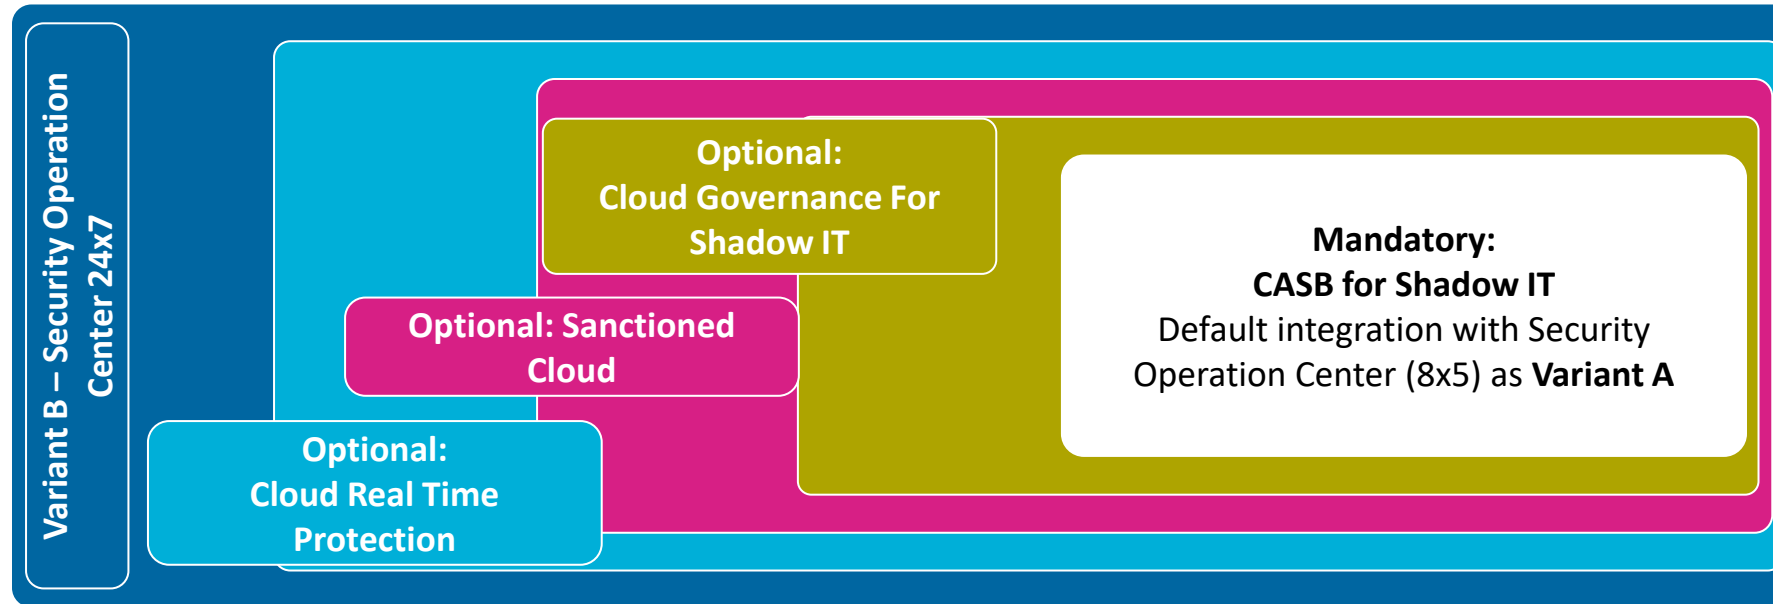 Variant B – Security Operation
Center 24x7
Optional:
Cloud Governance For
Shadow IT
Mandatory:
CASB for Shadow IT
Default integration with Security
Operation Center (8x5) as Variant A
Optional: Sanctioned
Cloud
Optional:
Cloud Real Time
Protection